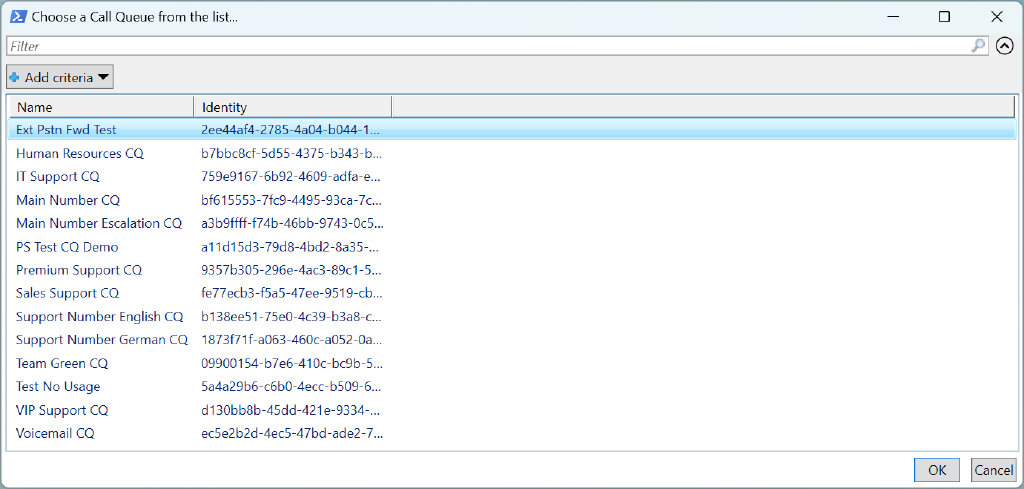 Choose a Call Queue from the list...
Filter
Add criteria
Name Identity
Ext Pstn Fwd Test 2ee44af4-2785-4a04-b044-1...
Human Resources CQ b7bbc8cf-5d55-4375-b343-b...
IT Support CQ 759e9167-6b92-4609-adfa-e...
Main Number CQ bf615553-7fc9-4495-93ca-7c...
Main Number Escalation CQ a3b9ffff-f74b-46bb-9743-0c5...
PS Test CQ Demo a11d15d3-79d8-4bd2-8a35-...
Premium Support CQ 9357b305-296e-4ac3-89c1-5...
Sales Support CQ fe77ecb3-f5a5-47ee-9519-cb...
Support Number English CQ b138ee51-75e0-4c39-b3a8-c...
Support Number German CQ 1873f71f-a063-460c-a052-0a...
Team Green CQ 09900154-b7e6-410c-bc9b-5...
Test No Usage 5a4a29b6-c6b0-4ecc-b509-6...
VIP Support CQ d130bb8b-45dd-421e-9334-...
Voicemail CQ ec5e2b2d-4ec5-47bd-ade2-7...
OK Cancel